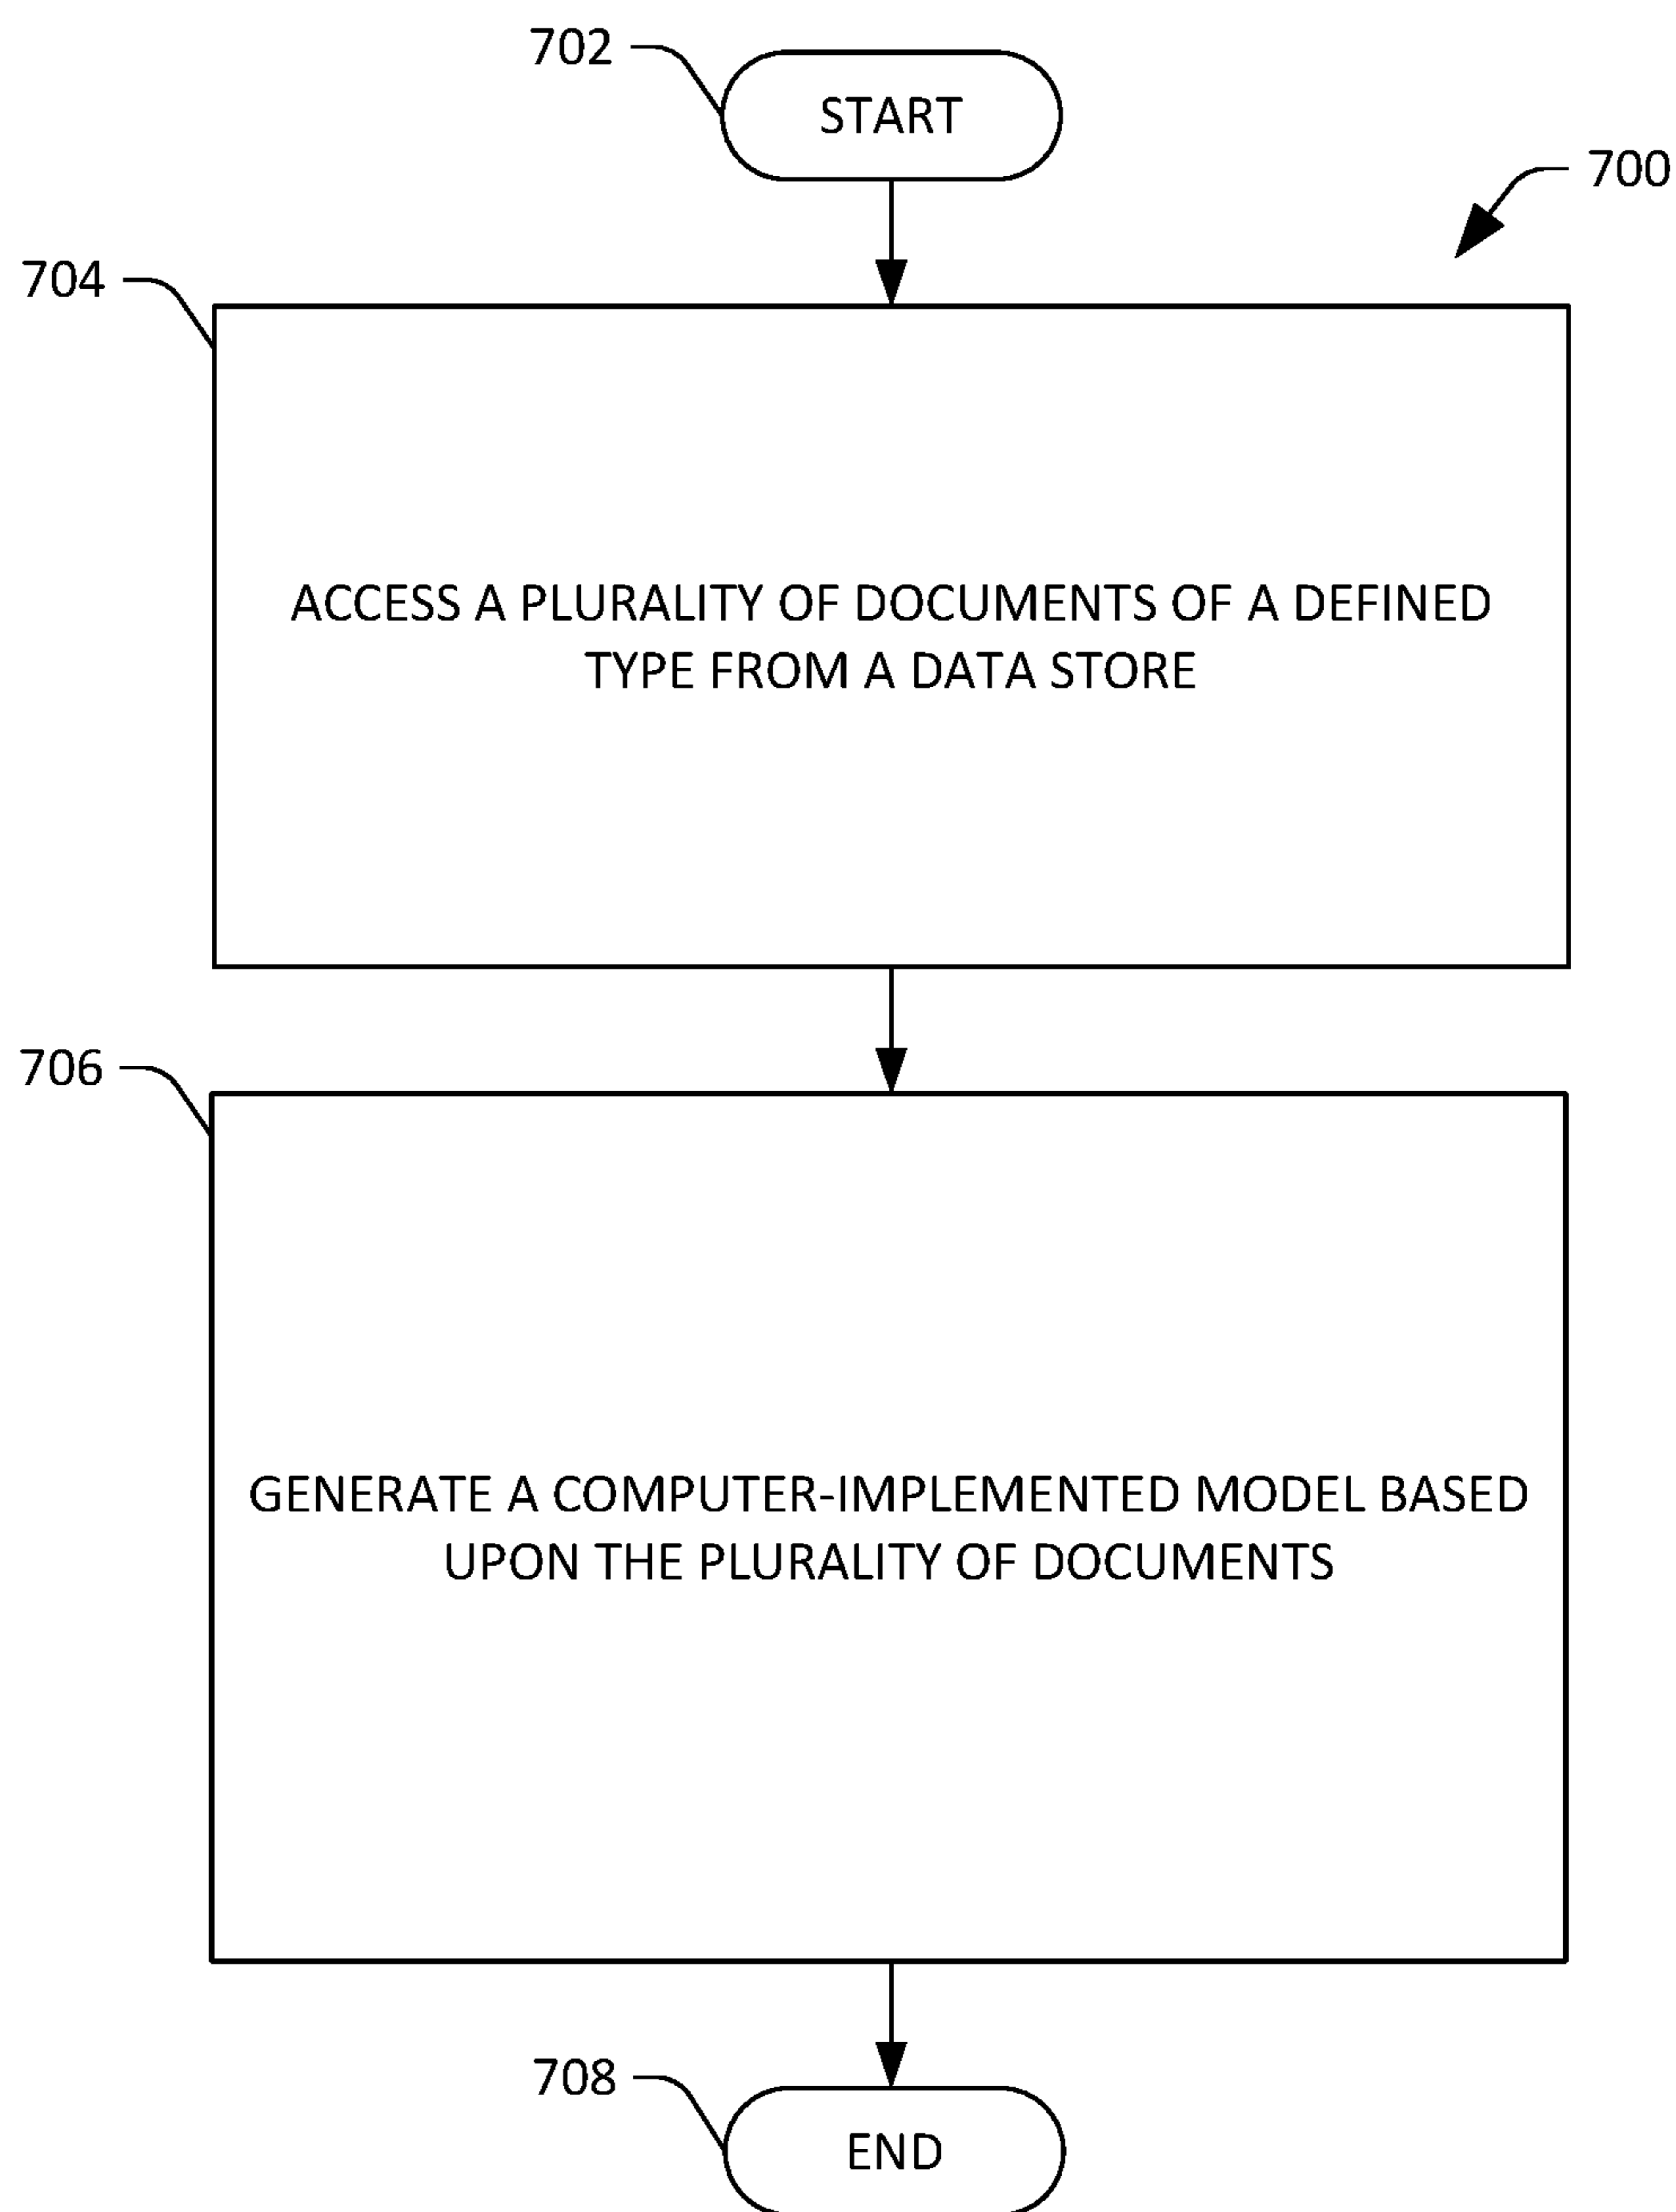 702
START
700
704
ACCESS A PLURALITY OF DOCUMENTS OF A DEFINED
TYPE FROM A DATA STORE
706
GENERATE A COMPUTER-IMPLEMENTED MODEL BASED
UPON THE PLURALITY OF DOCUMENTS
708
END